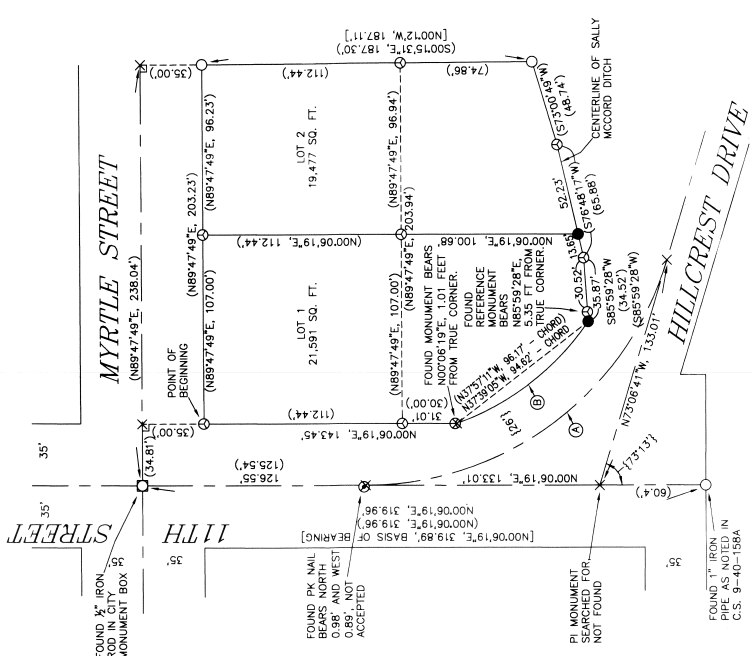 MYRTLE STREET
(N89°47'49"E, 238.04')
(35.00')
(N89°47'49"E, 203.23')
(N89°47'49"E, 96.23')
(N89°47'49"E, 107.00')
POINT OF
BEGINNING
(34.81')
(35.00')
35'
35'
11TH STREET
35'
35'
FOUND ½" IRON
ROD IN CITY
MONUMENT BOX
126.55'
(125.54')
LOT 1
21,591 SQ. FT.
LOT 2
19,477 SQ. FT.
(112.44')
(N00°06'19"E, 112.44')
(112.44')
N00°06'19"E, 143.45'
(S00°15'31"E, 187.30')
[N00°12'W, 187.11']
(74.86')
(N89°47'49"E, 107.00')
(N89°47'49"E, 203.94')
(N89°47'49"E, 96.94')
N00°06'19"E, 100.68'
31.01'
(30.00')
FOUND MONUMENT BEARS
N00°06'19"E, 1.01 FEET
FROM TRUE CORNER.
FOUND
REFERENCE
MONUMENT
BEARS
N85°59'28"E,
5.35 FT FROM
TRUE CORNER.
(S73°00'49"W)
(48.74')
52.23'
S76°48'17"W
(65.88')
13.65'
30.52'
35.87'
S85°59'28"W
(34.52')
(S85°59'28"W)
CENTERLINE OF SALLY
MCCORD DITCH
(N37°57'11"W, 96.17' - CHORD)
N37°39'05"W, 94.62' - CHORD
{26'}
B
A
N00°06'19"E, 133.01'
N73°06'41"W, 133.01'
{73°13'}
HILLCREST DRIVE
(60.4')
N00°06'19"E, 319.96'
(N00°06'19"E, 319.96')
[N00°06'19"E, 319.89', BASIS OF BEARING]
FOUND PK NAIL
BEARS NORTH
0.98' AND WEST
0.89', NOT
ACCEPTED
PI MONUMENT
SEARCHED FOR,
NOT FOUND
35'
FOUND 1" IRON
PIPE AS NOTED IN
C.S. 9-40-158A